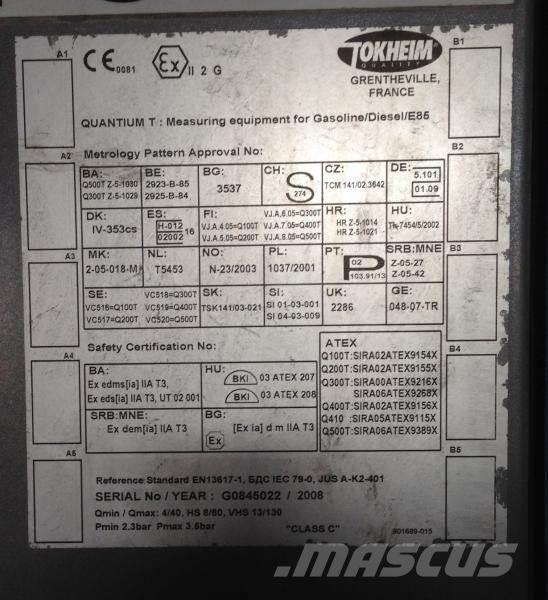 A1
CE 0081
Ex II 2 G
TOKHEIM
QUALITY
B1
GRENTHEVILLE,
FRANCE
QUANTIUM T : Measuring equipment for Gasoline/Diesel/E85
A2
Metrology Pattern Approval No:
B2
BA:
Q500T Z-5-1030
Q300T Z-5-1029
BE:
2923-B-85
2925-B-84
BG:
3537
CH:
S
274
CZ:
TCM 141/02.3642
DE:
5.101
01.09
DK:
IV-353cs
ES:
H-012
02002
16
FI:
VJ.A.4.05=Q100T
VJ.A.5.05=Q200T
VJ.A.6.05=Q300T
VJ.A.7.05=Q400T
VJ.A.8.05=Q500T
HR:
HR Z-5-1014
HR Z-5-1021
HU:
Th-7454/5/2002
A3
B3
MK:
2-05-018-M
NL:
T5453
NO:
N-23/2003
PL:
1037/2001
PT:
P
02
103.91/13
SRB:MNE
Z-05-27
Z-05-42
SE:
VC516=Q100T
VC517=Q200T
VC518=Q300T
VC519=Q400T
VC520=Q500T
SK:
TSK141/03-021
SI:
SI 01-03-001
SI 04-03-009
UK:
2286
GE:
048-07-TR
A4
B4
Safety Certification No:
BA:
Ex edms[ia] IIA T3,
Ex eds[ia] IIA T3, UT 02 001
HU:
BKI 03 ATEX 207
BKI 03 ATEX 208
SRB:MNE:
Ex dem[ia] IIA T3
BG:
Ex
[Ex ia] d m IIA T3
ATEX
Q100T:SIRA02ATEX9154X
Q200T:SIRA02ATEX9155X
Q300T:SIRA00ATEX9216X
SIRA06ATEX9268X
Q400T:SIRA02ATEX9156X
Q410 :SIRA05ATEX9115X
Q500T:SIRA06ATEX9389X
A5
B5
Reference Standard EN13617-1, БДС IEC 79-0, JUS A-K2-401
SERIAL No / YEAR : G0845022 / 2008
Qmin / Qmax: 4/40, HS 8/80, VHS 13/130
Pmin 2.3bar Pmax 3.5bar
"CLASS C"
901689-015
mascus